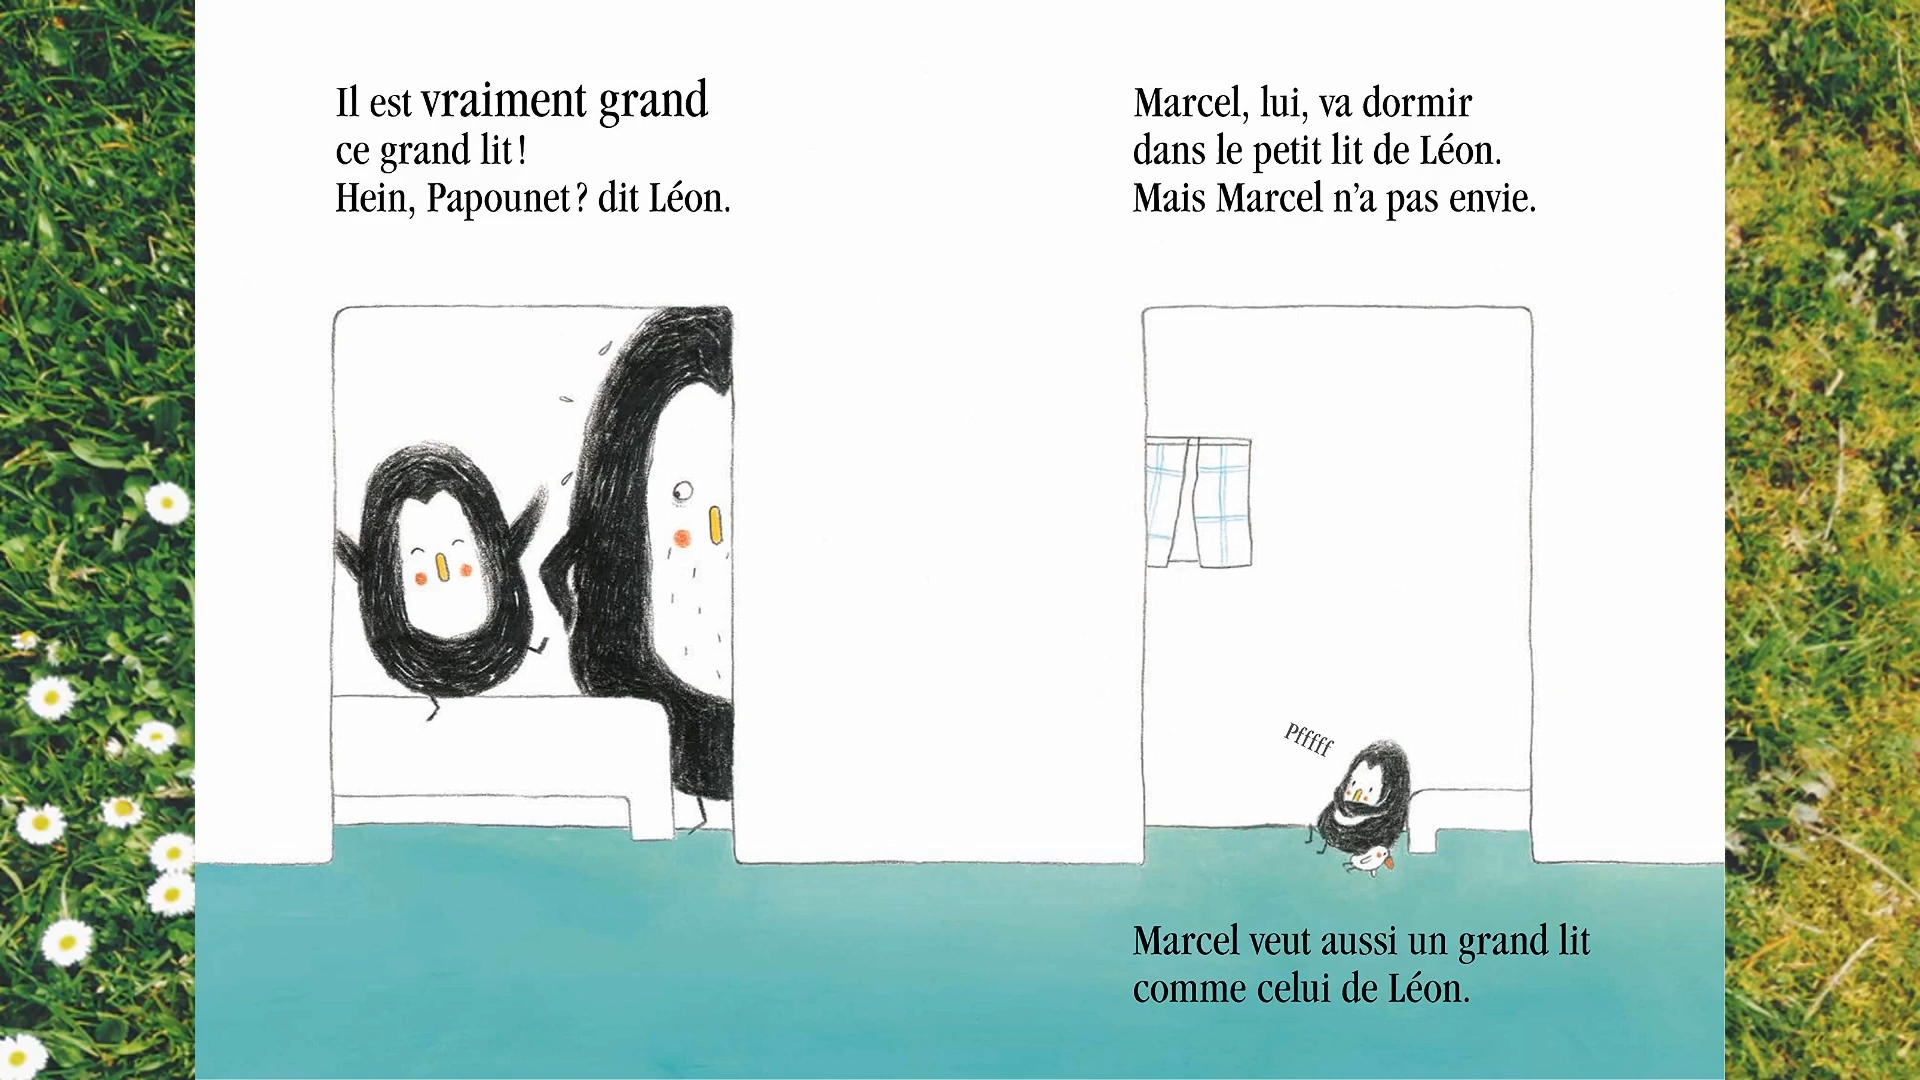 Il est vraiment grand
ce grand lit !
Hein, Papounet ? dit Léon.
Marcel, lui, va dormir
dans le petit lit de Léon.
Mais Marcel n’a pas envie.
Pfffff
Marcel veut aussi un grand lit
comme celui de Léon.